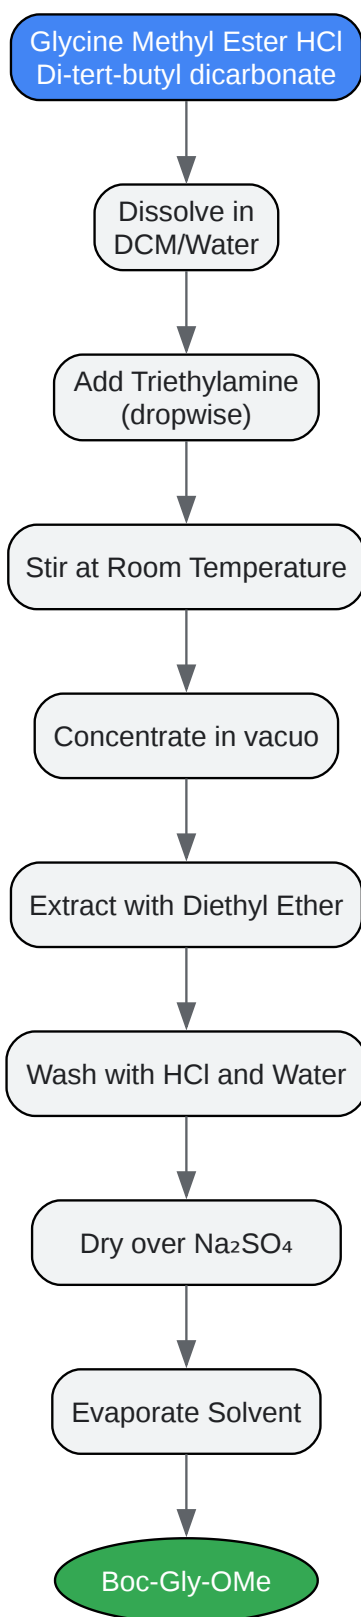 Glycine Methyl Ester HCl
Di-tert-butyl dicarbonate
Dissolve in
DCM/Water
Add Triethylamine
(dropwise)
Stir at Room Temperature
Concentrate in vacuo
Extract with Diethyl Ether
Wash with HCl and Water
Dry over Na₂SO₄
Evaporate Solvent
Boc-Gly-OMe